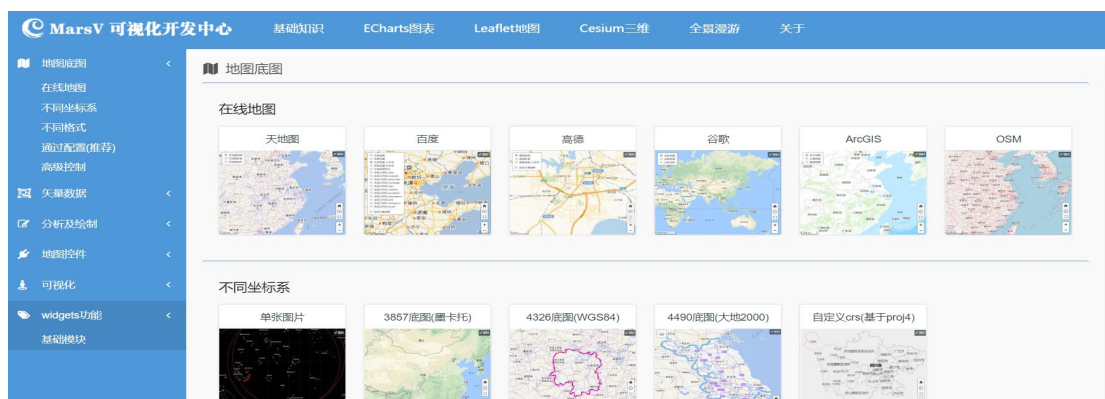 MarsV 可视化开发中心
基础知识
ECharts图表
Leaflet地图
Cesium三维
全景漫游
关于
地图底图
在线地图
不同坐标系
不同格式
通过配置(推荐)
高级控制
矢量数据
分析及绘制
地图控件
可视化
widgets功能
基础模块
地图底图
在线地图
天地图
百度
高德
谷歌
ArcGIS
OSM
不同坐标系
单张图片
3857底图(墨卡托)
4326底图(WGS84)
4490底图(大地2000)
自定义crs(基于proj4)